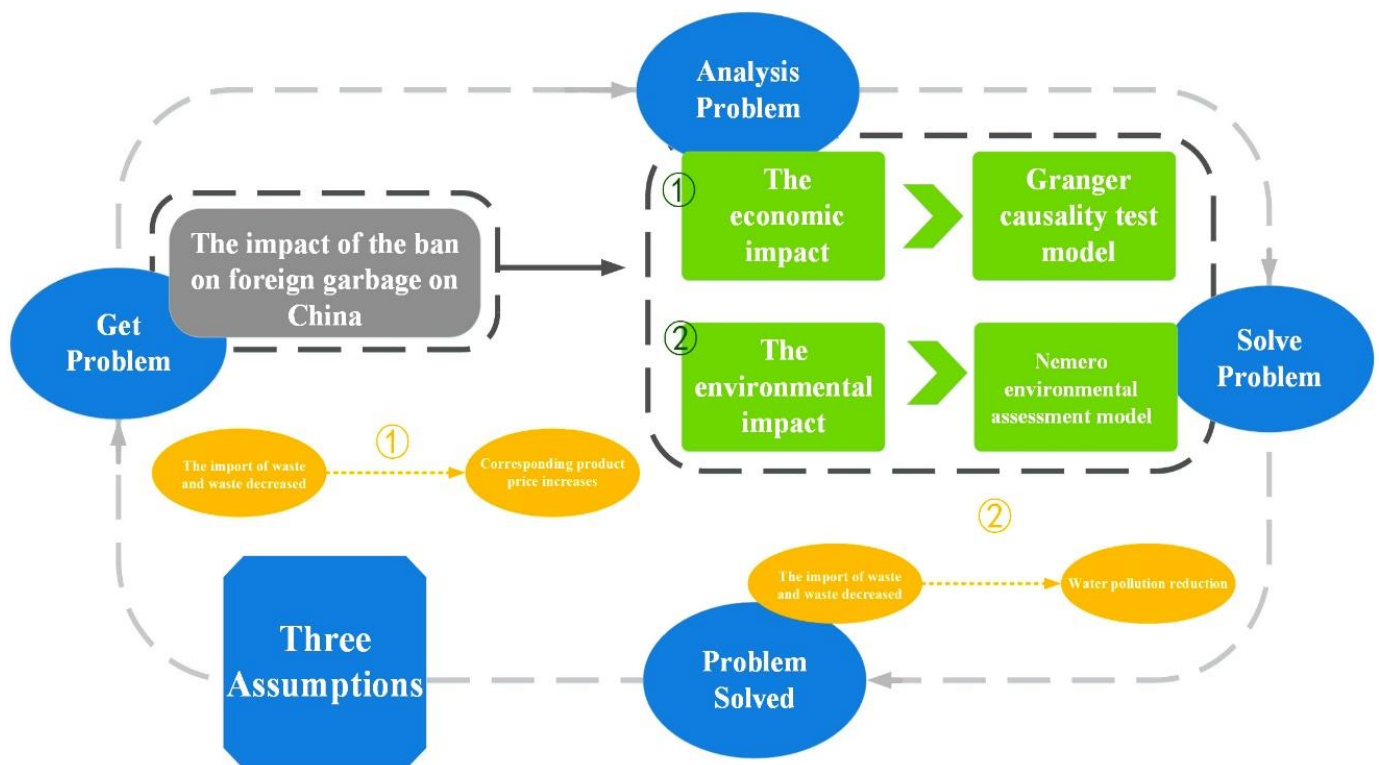 Analysis
Problem
①
The
economic
impact
Granger
causality test
model
The impact of the ban
on foreign garbage on
China
Get
Problem
②
The
environmental
impact
Nemero
environmental
assessment model
Solve
Problem
①
The import of waste
and waste decreased
Corresponding product
price increases
②
The import of waste
and waste decreased
Water pollution reduction
Three
Assumptions
Problem
Solved